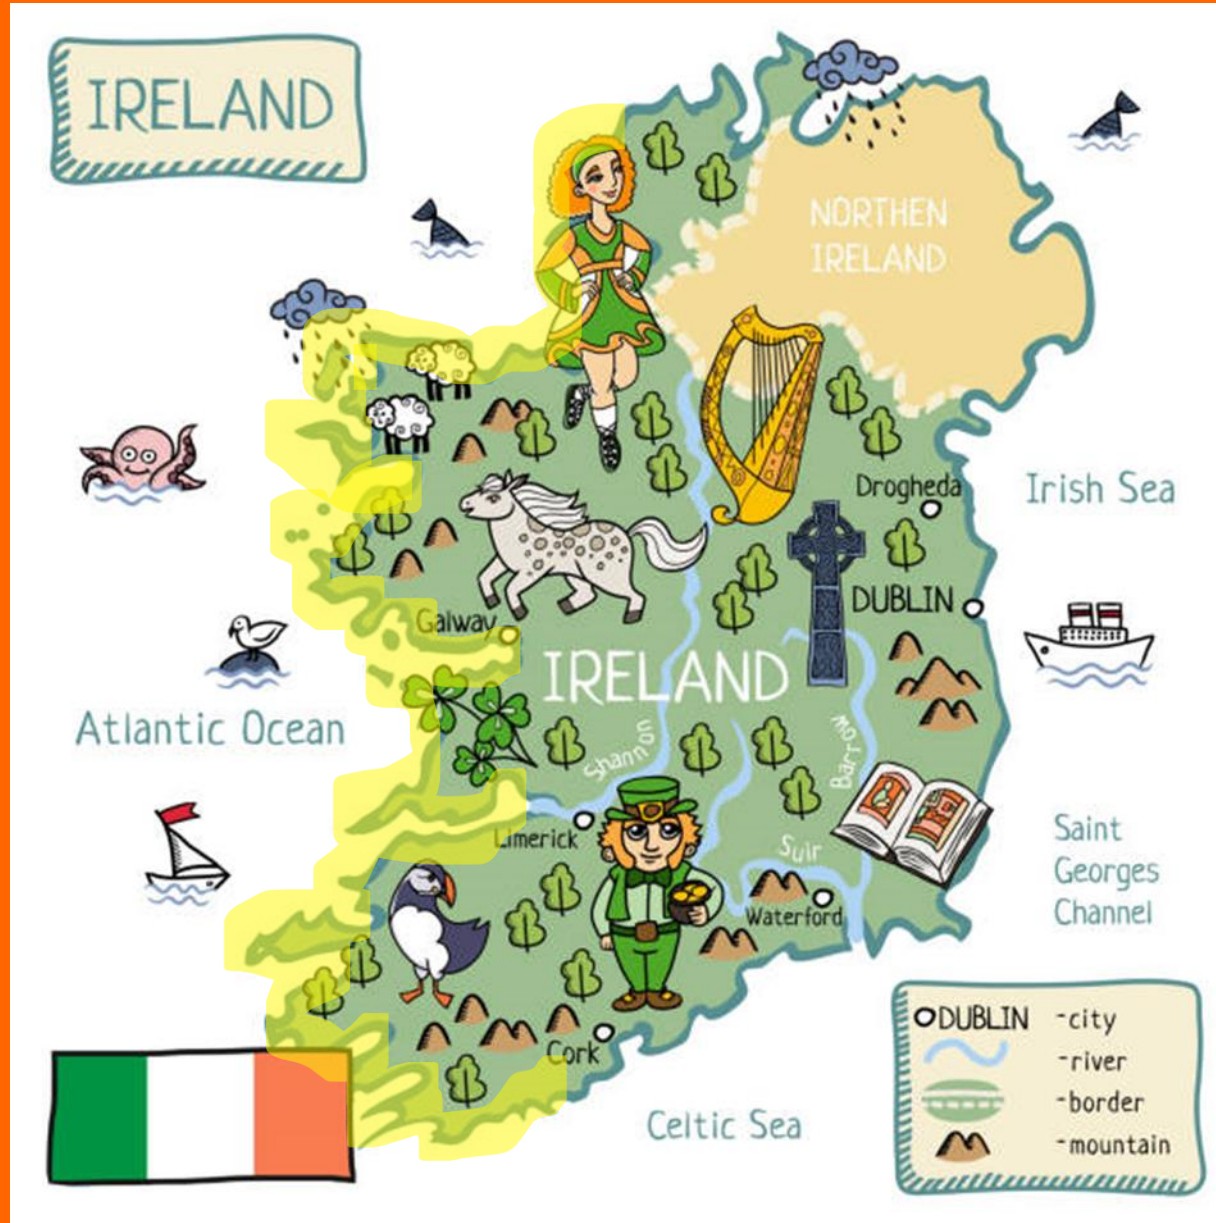 IRELAND
NORTHEN
IRELAND
Drogheda
Irish Sea
DUBLIN
Galway
IRELAND
Atlantic Ocean
Shannon
Barrow
Limerick
Suir
Saint
Georges
Channel
Waterford
Cork
Celtic Sea
DUBLIN -city
-river
-border
-mountain